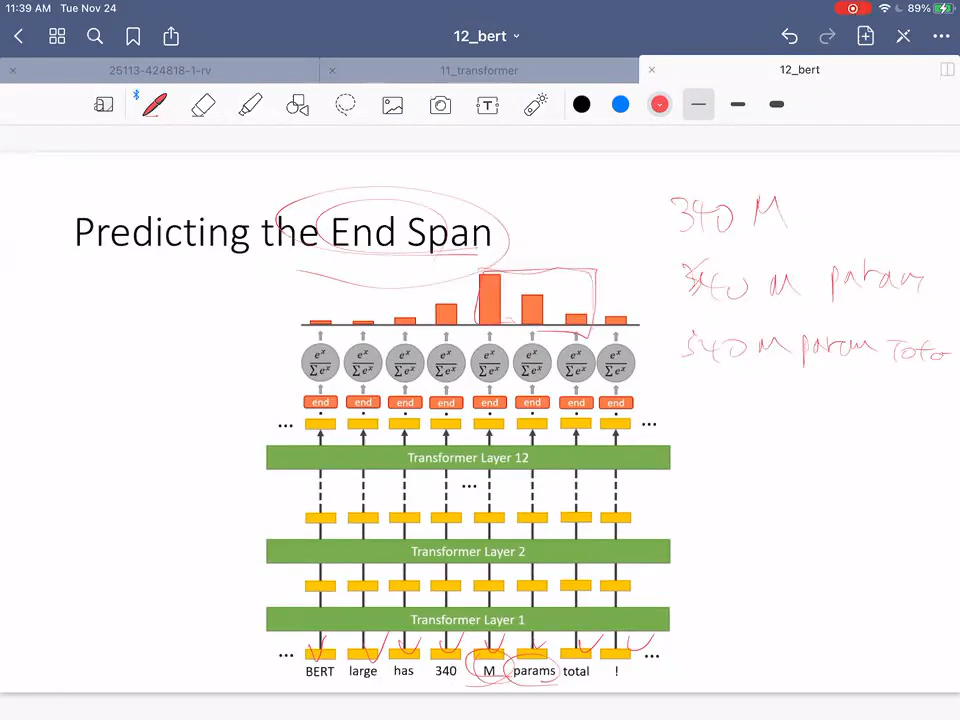 11:39 AM Tue Nov 24
89%
12_bert
25113-424818-1-rv
11_transformer
12_bert
Predicting the End Span
340 M
340 M param
340 M param Tota
e^x e^x e^x e^x e^x e^x e^x e^x
∑e^x ∑e^x ∑e^x ∑e^x ∑e^x ∑e^x ∑e^x ∑e^x
end end end end end end end end
... ...
Transformer Layer 12
...
Transformer Layer 2
Transformer Layer 1
... ...
BERT large has 340 M params total !